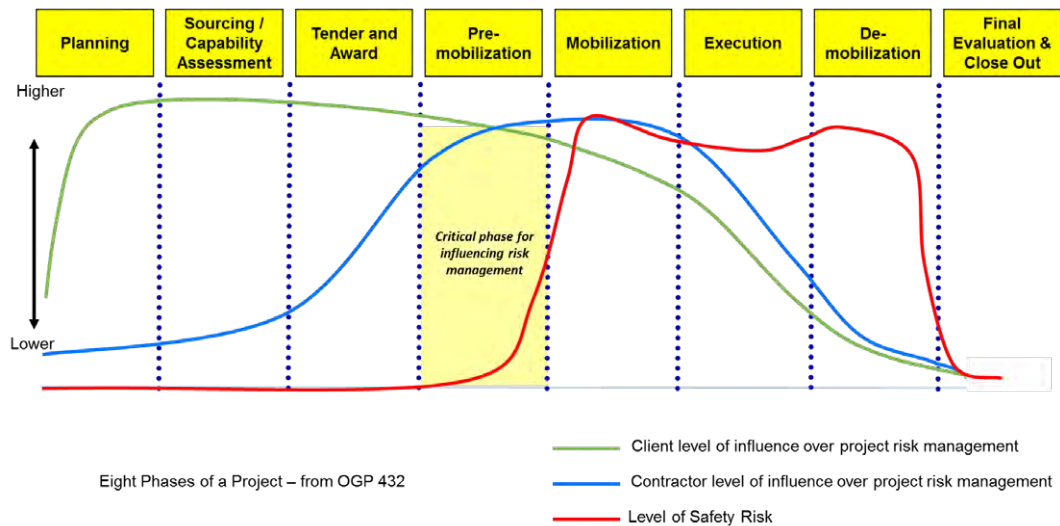 Planning
Sourcing /
Capability
Assessment
Tender and
Award
Pre-
mobilization
Mobilization
Execution
De-
mobilization
Final
Evaluation &
Close Out
Higher
Critical phase for
influencing risk
management
Lower
Client level of influence over project risk management
Eight Phases of a Project – from OGP 432
Contractor level of influence over project risk management
Level of Safety Risk